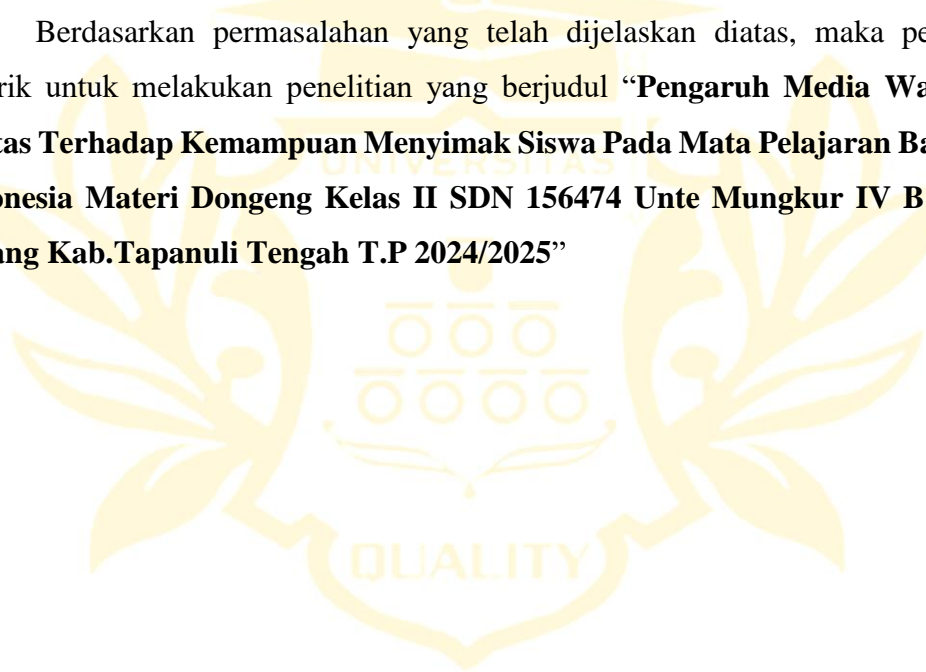 Berdasarkan permasalahan yang telah dijelaskan diatas, maka pe
rik untuk melakukan penelitian yang berjudul “Pengaruh Media Wa
tas Terhadap Kemampuan Menyimak Siswa Pada Mata Pelajaran Ba
onesia Materi Dongeng Kelas II SDN 156474 Unte Mungkur IV B
ang Kab.Tapanuli Tengah T.P 2024/2025”
UNIVERSITAS
QUALITY